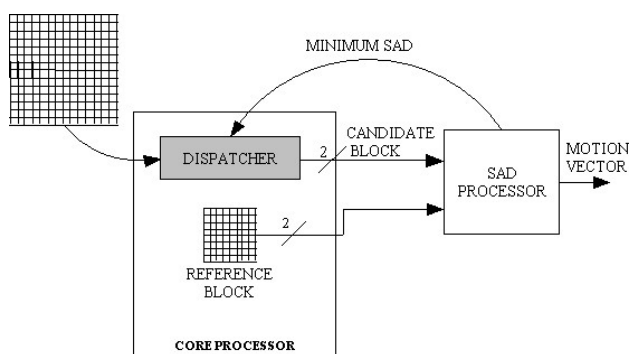 MINIMUM SAD
DISPATCHER
2
CANDIDATE
BLOCK
SAD
PROCESSOR
MOTION
VECTOR
2
REFERENCE
BLOCK
CORE PROCESSOR